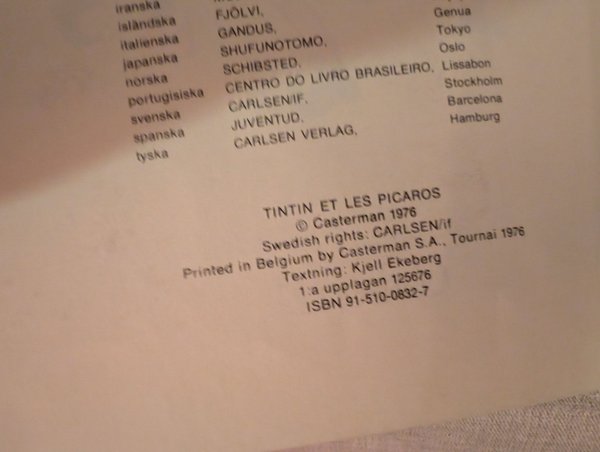 iranska
isländska FJÖLVI,
italienska GANDUS, Genua
japanska SHUFUNOTOMO, Tokyo
norska SCHIBSTED, Oslo
portugisiska CENTRO DO LIVRO BRASILEIRO, Lissabon
svenska CARLSEN/IF, Stockholm
spanska JUVENTUD, Barcelona
tyska CARLSEN VERLAG, Hamburg
TINTIN ET LES PICAROS
© Casterman 1976
Swedish rights: CARLSEN/if
Printed in Belgium by Casterman S.A., Tournai 1976
Textning: Kjell Ekeberg
1:a upplagan 125676
ISBN 91-510-0832-7